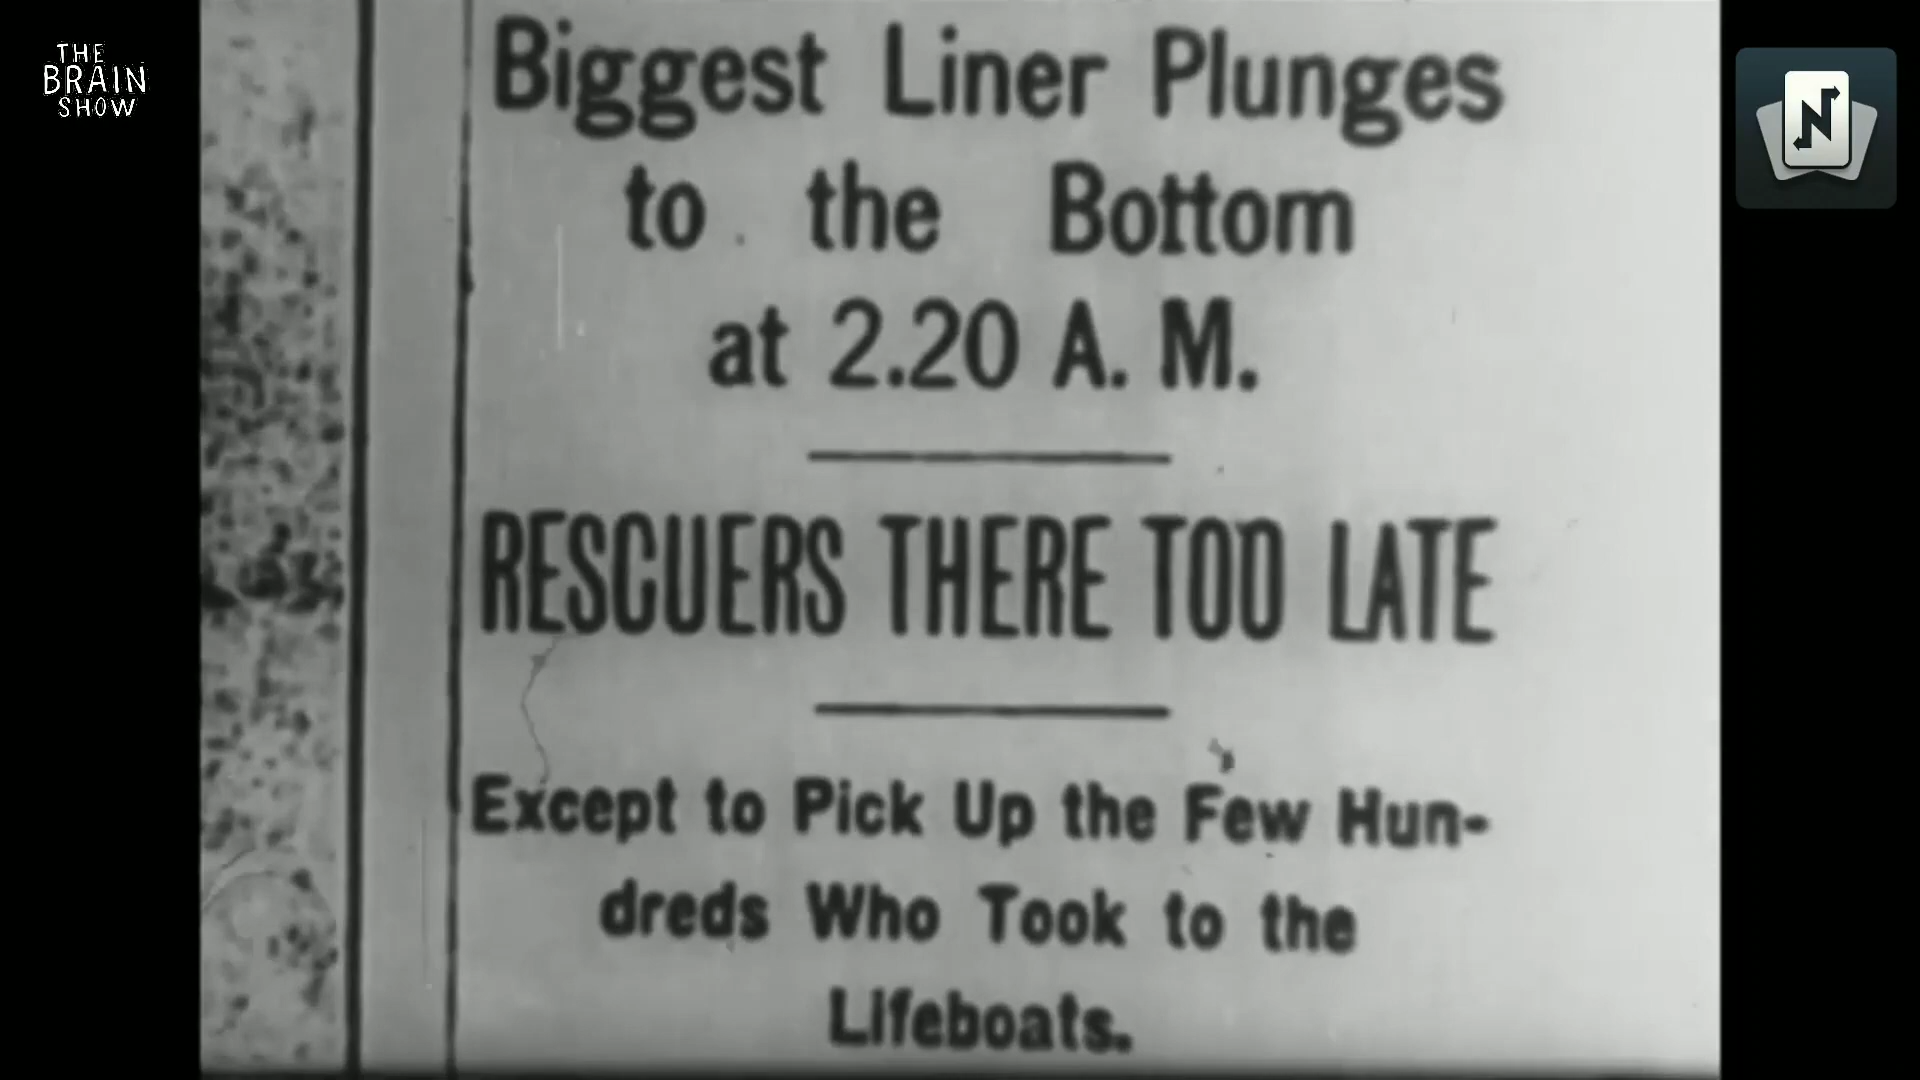 THE
BRAIN
SHOW
N
Biggest Liner Plunges
to the Bottom
at 2.20 A. M.
RESCUERS THERE TOO LATE
Except to Pick Up the Few Hun-
dreds Who Took to the
Lifeboats.